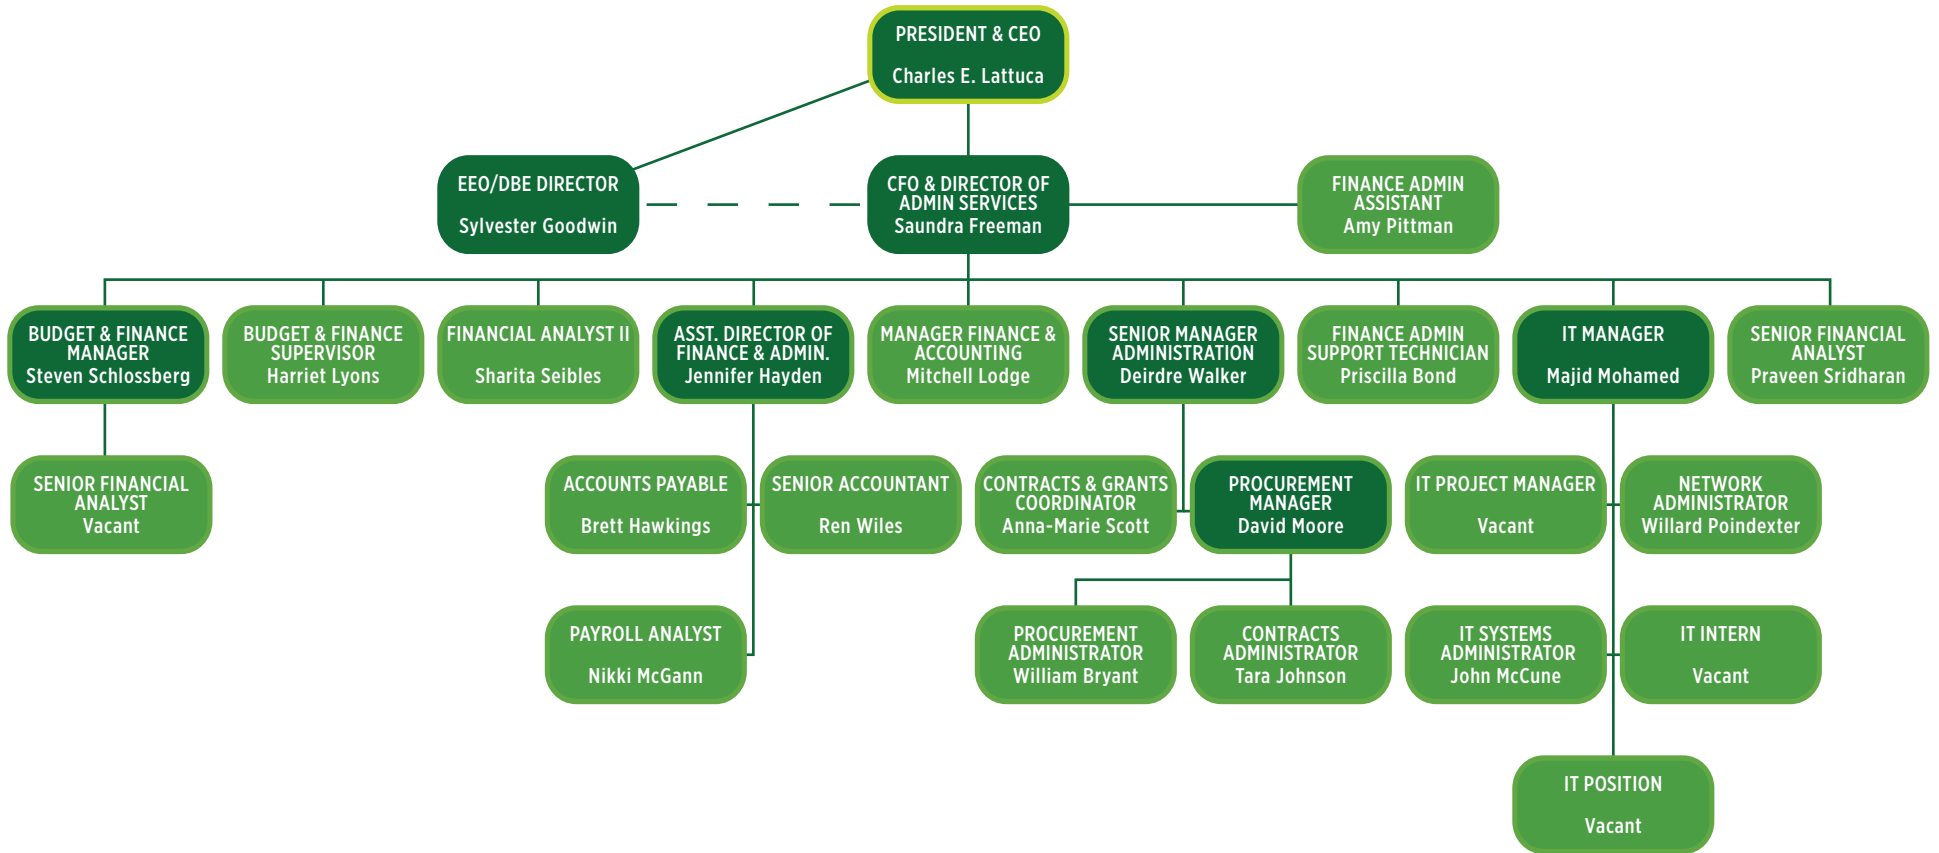 PRESIDENT & CEO
Charles E. Lattuca
EEO/DBE DIRECTOR
Sylvester Goodwin
CFO & DIRECTOR OF
ADMIN SERVICES
Saundra Freeman
FINANCE ADMIN
ASSISTANT
Amy Pittman
BUDGET & FINANCE
MANAGER
Steven Schlossberg
BUDGET & FINANCE
SUPERVISOR
Harriet Lyons
FINANCIAL ANALYST II
Sharita Seibles
ASST. DIRECTOR OF
FINANCE & ADMIN.
Jennifer Hayden
MANAGER FINANCE &
ACCOUNTING
Mitchell Lodge
SENIOR MANAGER
ADMINISTRATION
Deirdre Walker
FINANCE ADMIN
SUPPORT TECHNICIAN
Priscilla Bond
IT MANAGER
Majid Mohamed
SENIOR FINANCIAL
ANALYST
Praveen Sridharan
SENIOR FINANCIAL
ANALYST
Vacant
ACCOUNTS PAYABLE
Brett Hawkings
SENIOR ACCOUNTANT
Ren Wiles
CONTRACTS & GRANTS
COORDINATOR
Anna-Marie Scott
PROCUREMENT
MANAGER
David Moore
IT PROJECT MANAGER
Vacant
NETWORK
ADMINISTRATOR
Willard Poindexter
PAYROLL ANALYST
Nikki McGann
PROCUREMENT
ADMINISTRATOR
William Bryant
CONTRACTS
ADMINISTRATOR
Tara Johnson
IT SYSTEMS
ADMINISTRATOR
John McCune
IT INTERN
Vacant
IT POSITION
Vacant